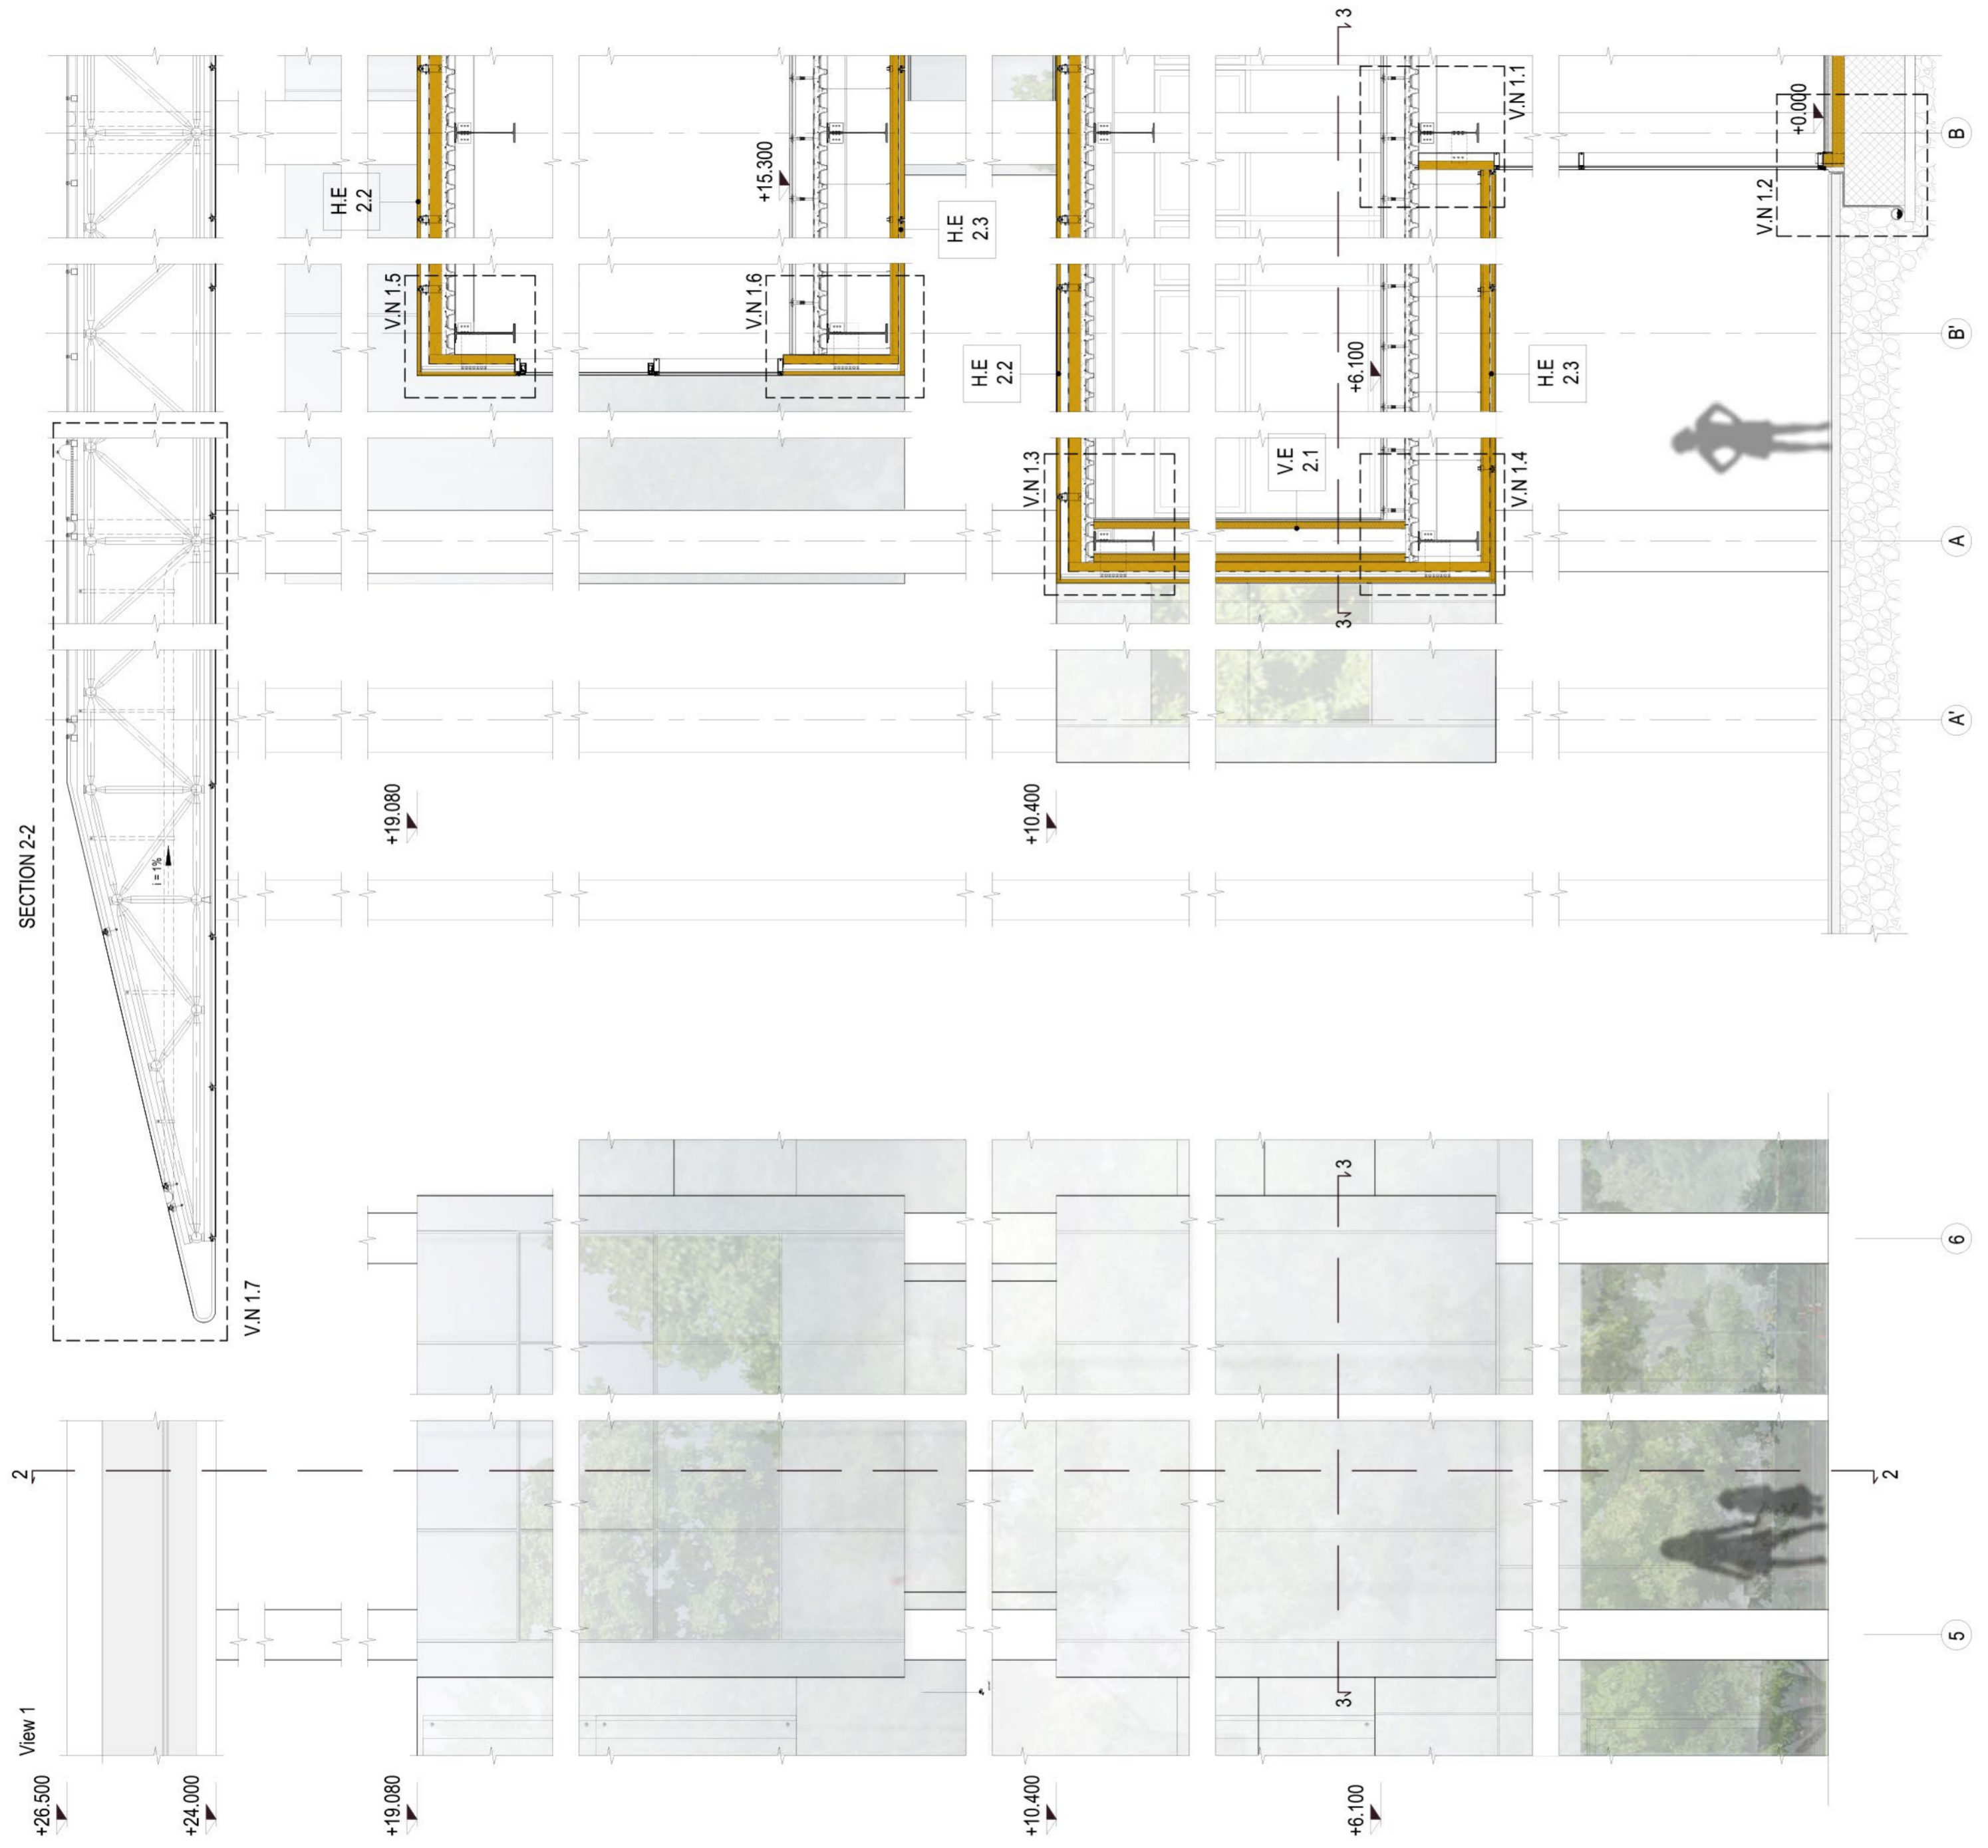 View 1
+26.500
+24.000
+19.080
+10.400
+6.100
2
2
3
3
5
6
SECTION 2-2
V.N 1.7
i = 1%
+19.080
+10.400
V.N 1.5
V.N 1.6
H.E
2.2
H.E
2.3
+15.300
V.N 1.3
V.N 1.4
H.E
2.2
V.E
2.1
+6.100
H.E
2.3
3
3
V.N 1.1
V.N 1.2
+0.000
A'
A
B'
B